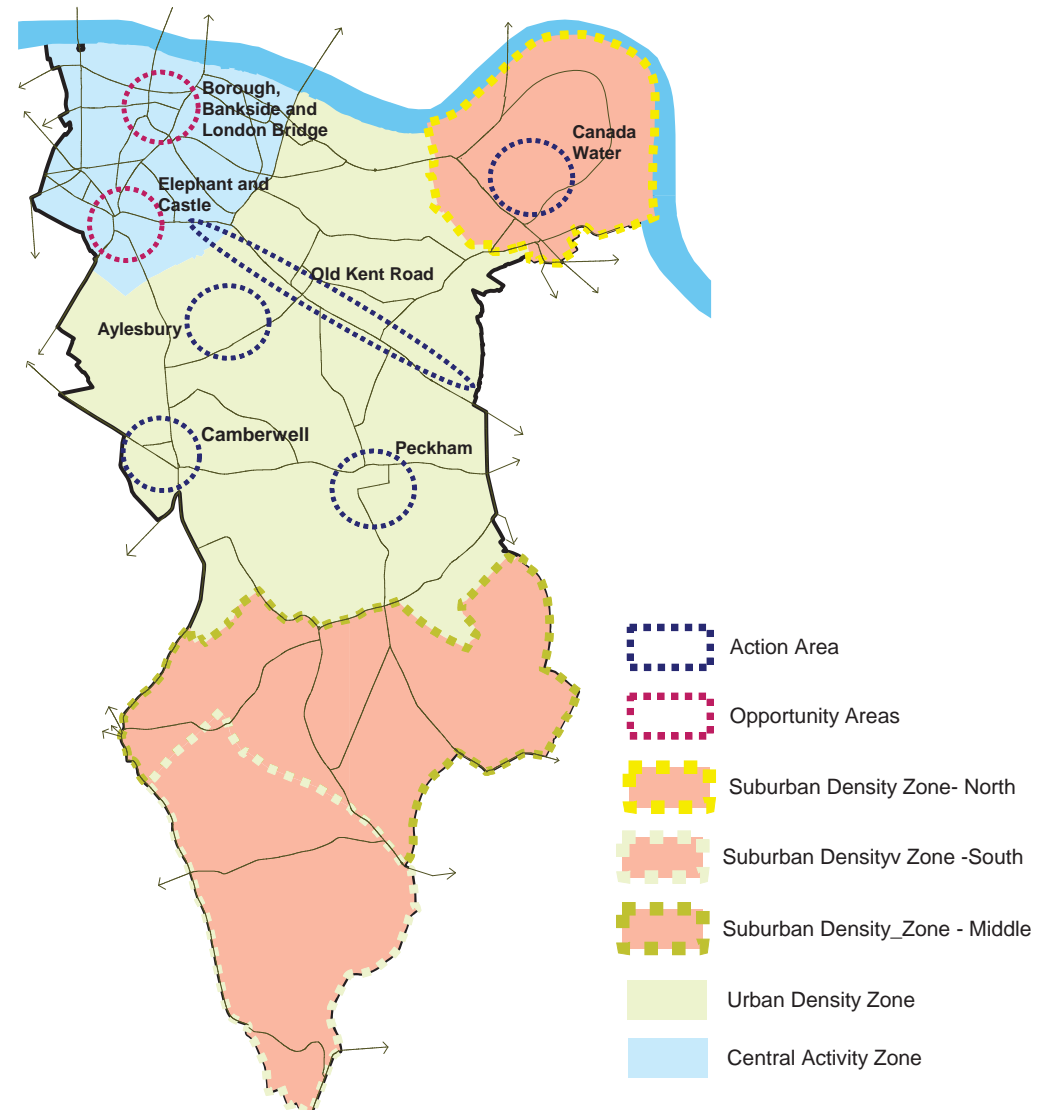 Borough,
Bankside and
London Bridge
Canada
Water
Elephant and
Castle
Old Kent Road
Aylesbury
Camberwell
Peckham
Action Area
Opportunity Areas
Suburban Density Zone- North
Suburban Densityv Zone -South
Suburban Density_Zone - Middle
Urban Density Zone
Central Activity Zone